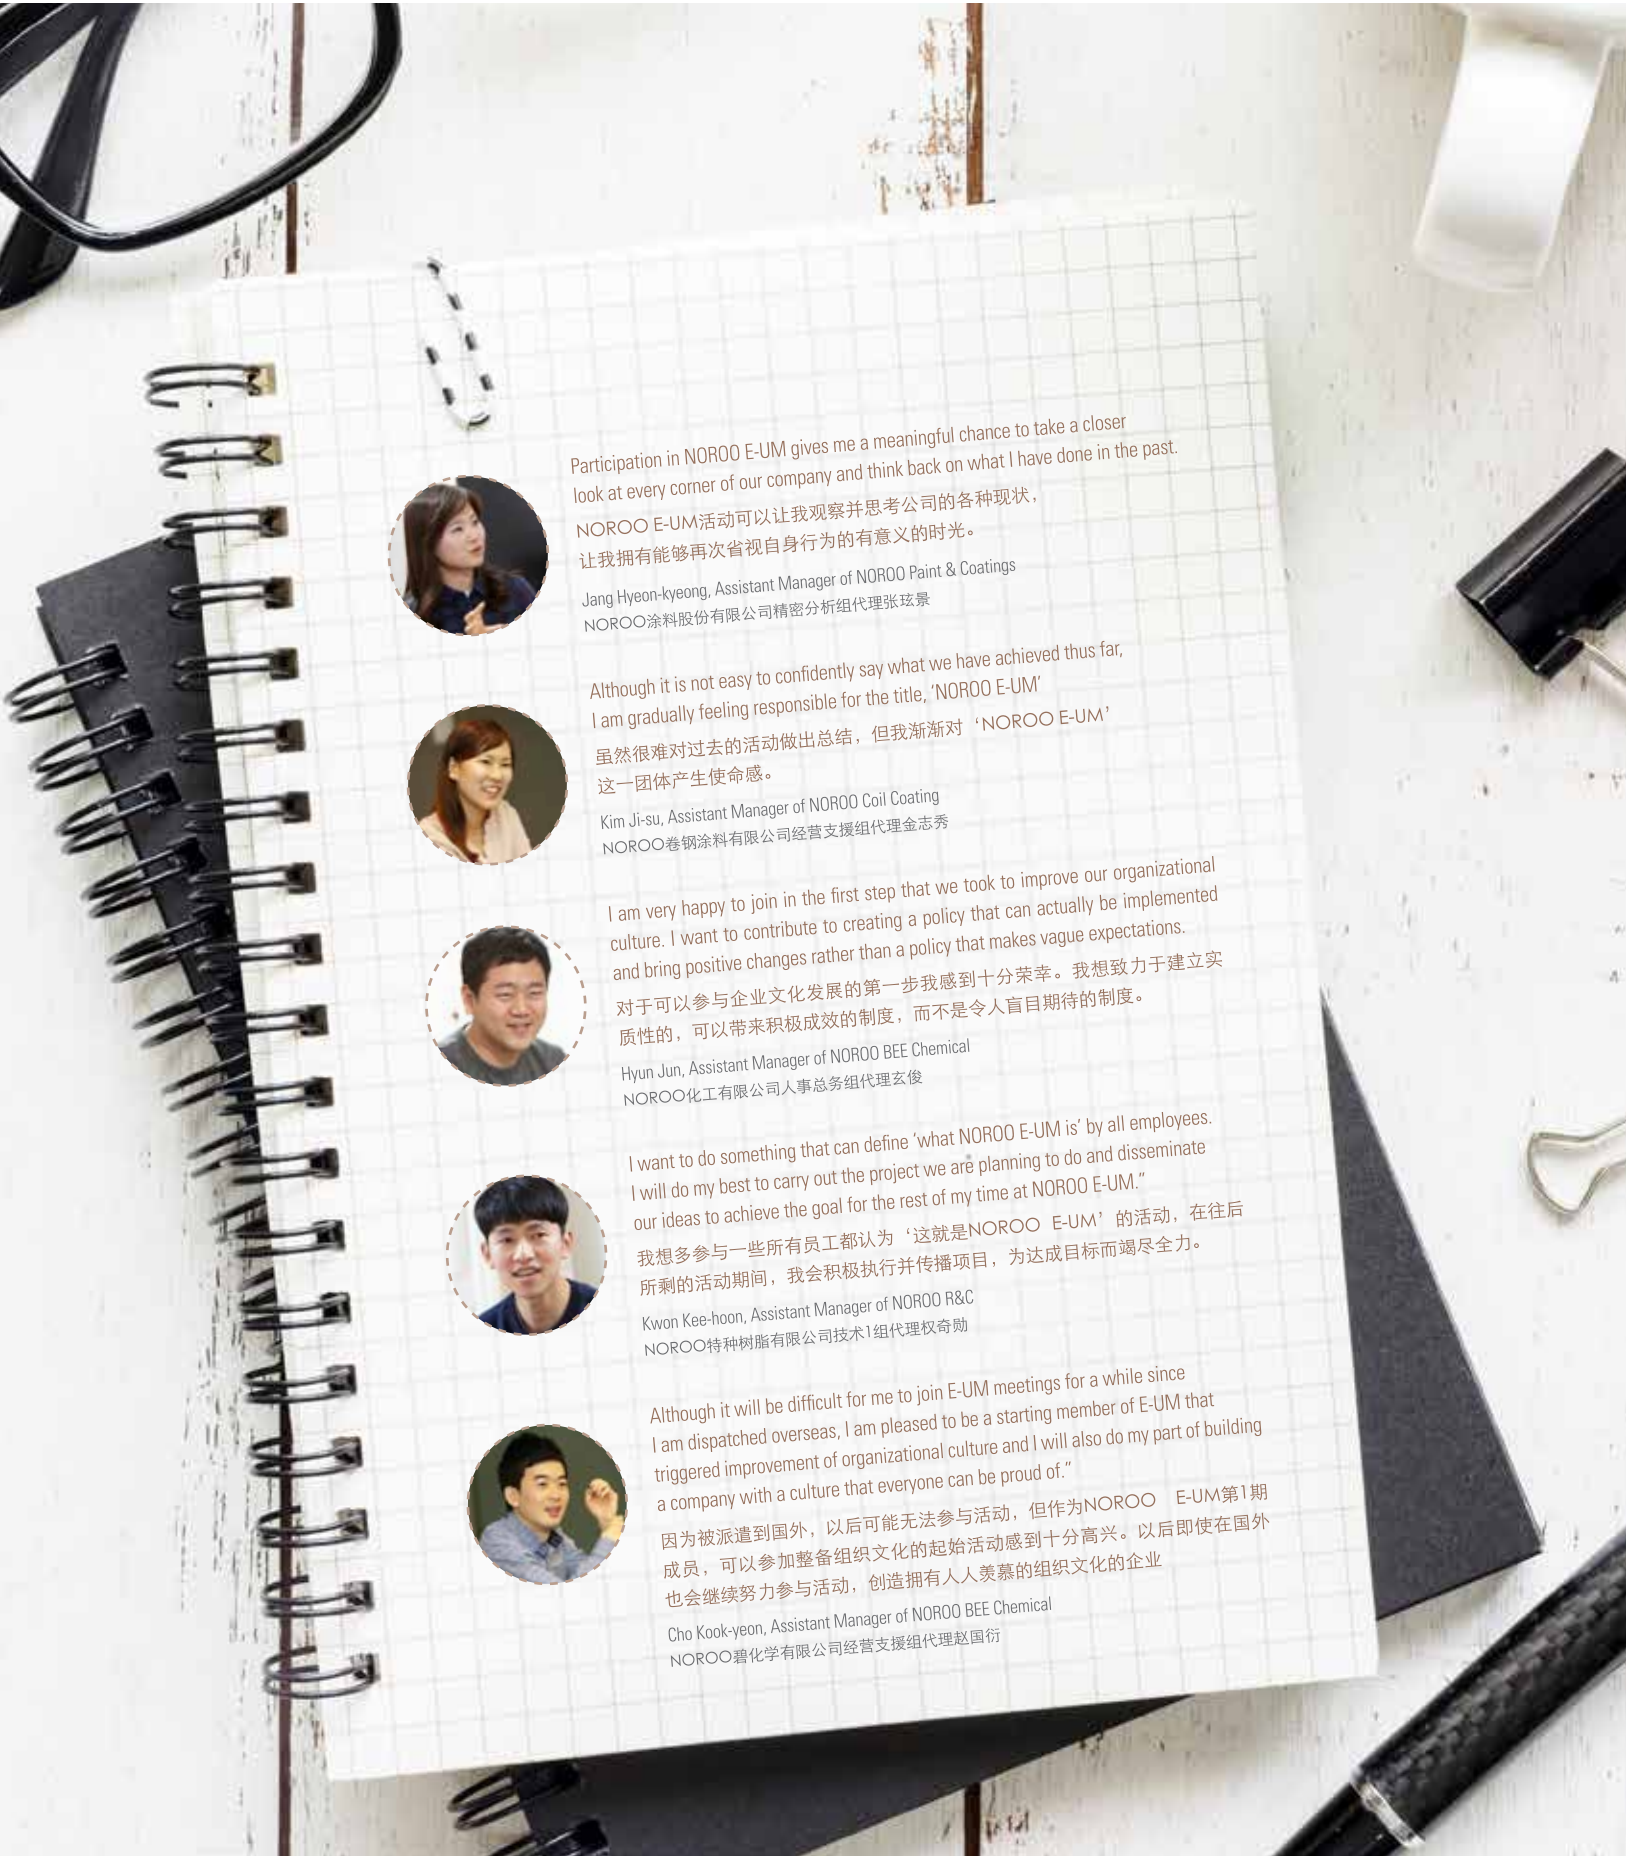 Participation in NOROO E-UM gives me a meaningful chance to take a closer
look at every corner of our company and think back on what I have done in the past.
NOROO E-UM活动可以让我观察并思考公司的各种现状，
让我拥有能够再次省视自身行为的有意义的时光。
Jang Hyeon-kyeong, Assistant Manager of NOROO Paint & Coatings
NOROO涂料股份有限公司精密分析组代理张玹景
Although it is not easy to confidently say what we have achieved thus far,
I am gradually feeling responsible for the title, ‘NOROO E-UM’
虽然很难对过去的活动做出总结，但我渐渐对‘NOROO E-UM’
这一团体产生使命感。
Kim Ji-su, Assistant Manager of NOROO Coil Coating
NOROO卷钢涂料有限公司经营支援组代理金志秀
I am very happy to join in the first step that we took to improve our organizational
culture. I want to contribute to creating a policy that can actually be implemented
and bring positive changes rather than a policy that makes vague expectations.
对于可以参与企业文化发展的第一步我感到十分荣幸。我想致力于建立实
质性的，可以带来积极成效的制度，而不是令人盲目期待的制度。
Hyun Jun, Assistant Manager of NOROO BEE Chemical
NOROO化工有限公司人事总务组代理玄俊
I want to do something that can define ‘what NOROO E-UM is’ by all employees.
I will do my best to carry out the project we are planning to do and disseminate
our ideas to achieve the goal for the rest of my time at NOROO E-UM.”
我想多参与一些所有员工都认为‘这就是NOROO E-UM’的活动，在往后
所剩的活动期间，我会积极执行并传播项目，为达成目标而竭尽全力。
Kwon Kee-hoon, Assistant Manager of NOROO R&C
NOROO特种树脂有限公司技术1组代理权奇勋
Although it will be difficult for me to join E-UM meetings for a while since
I am dispatched overseas, I am pleased to be a starting member of E-UM that
triggered improvement of organizational culture and I will also do my part of building
a company with a culture that everyone can be proud of.”
因为被派遣到国外，以后可能无法参与活动，但作为NOROO E-UM第1期
成员，可以参加整备组织文化的起始活动感到十分高兴。以后即使在国外
也会继续努力参与活动，创造拥有人人羡慕的组织文化的企业
Cho Kook-yeon, Assistant Manager of NOROO BEE Chemical
NOROO碧化学有限公司经营支援组代理赵国衍